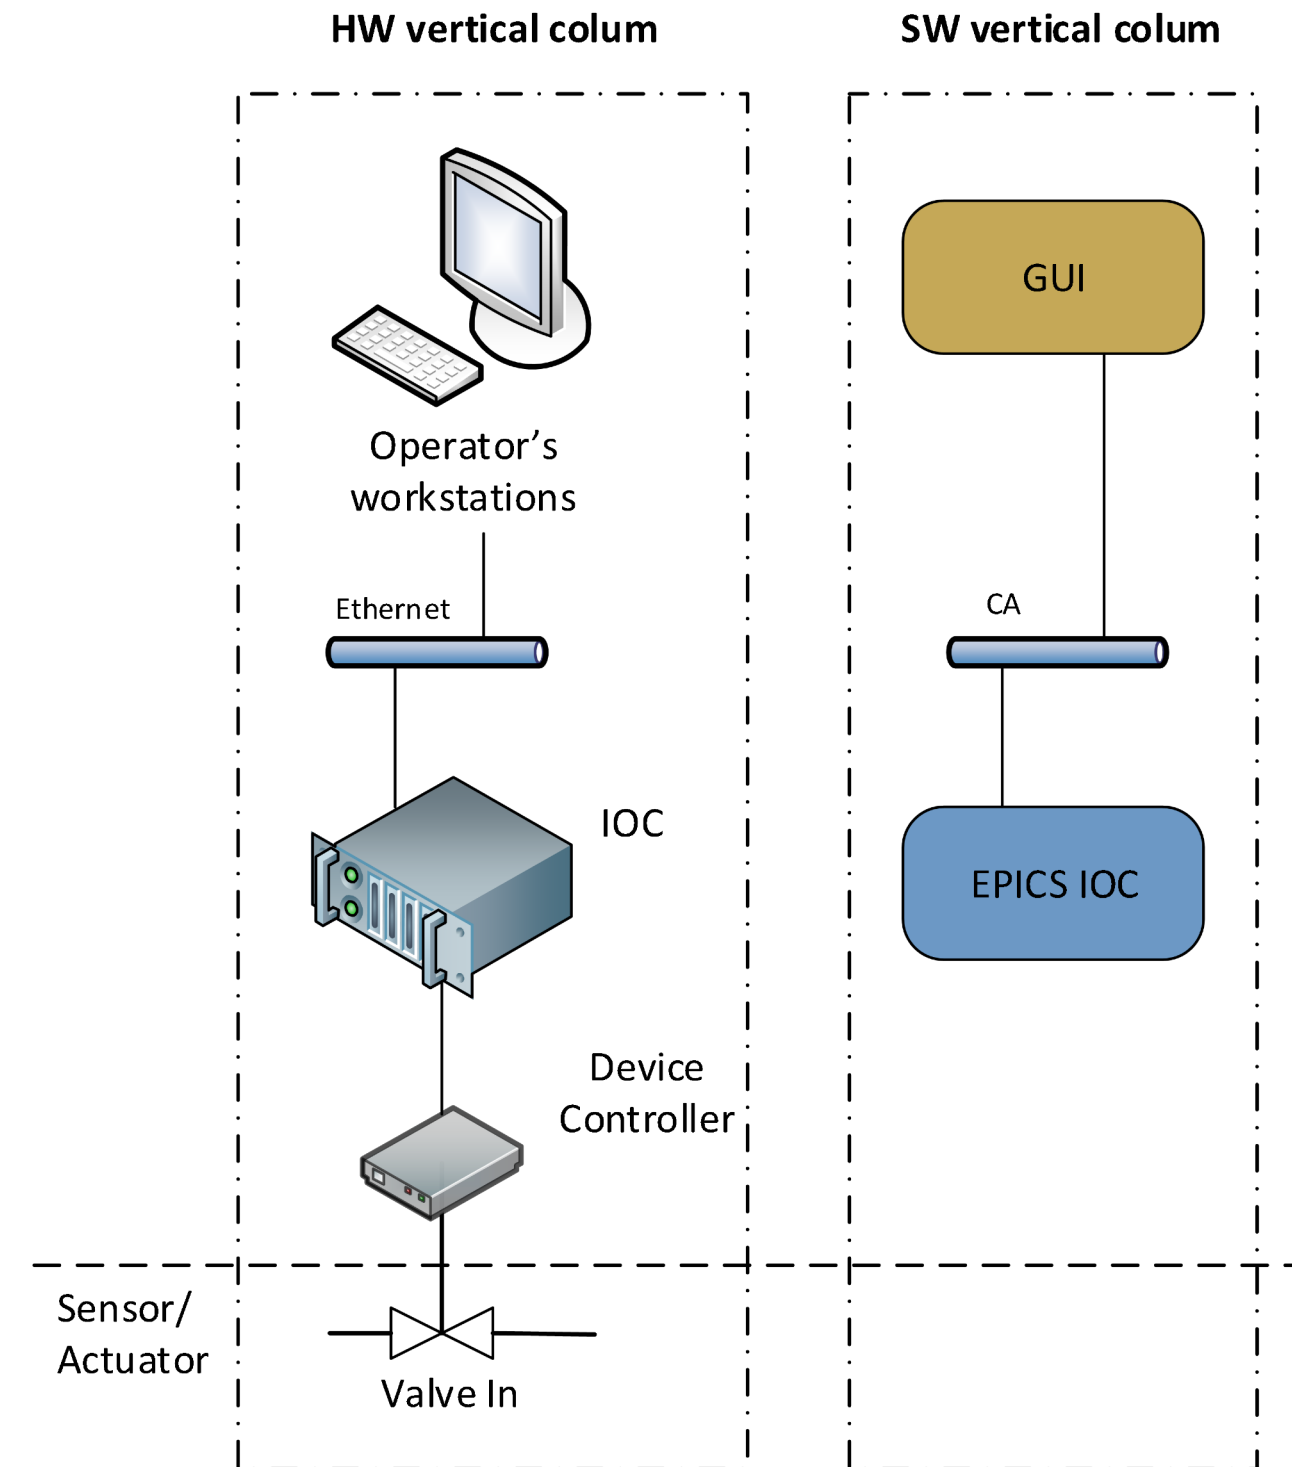 HW vertical colum
SW vertical colum
GUI
Operator's
workstations
Ethernet
CA
IOC
EPICS IOC
Device
Controller
Sensor/
Actuator
Valve In